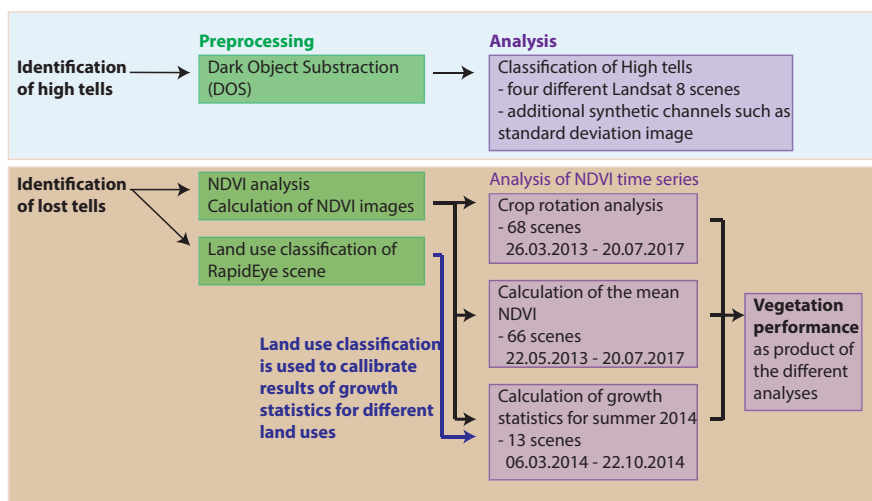 Preprocessing
Analysis
Identification
of high tells
Dark Object Substraction
(DOS)
Classification of High tells
- four different Landsat 8 scenes
- additional synthetic channels such as
standard deviation image
Identification
of lost tells
NDVI analysis
Calculation of NDVI images
Land use classification of
RapidEye scene
Land use classification
is used to callibrate
results of growth
statistics for different
land uses
Analysis of NDVI time series
Crop rotation analysis
- 68 scenes
26.03.2013 - 20.07.2017
Calculation of the mean
NDVI
- 66 scenes
22.05.2013 - 20.07.2017
Calculation of growth
statistics for summer 2014
- 13 scenes
06.03.2014 - 22.10.2014
Vegetation
performance
as product of
the different
analyses